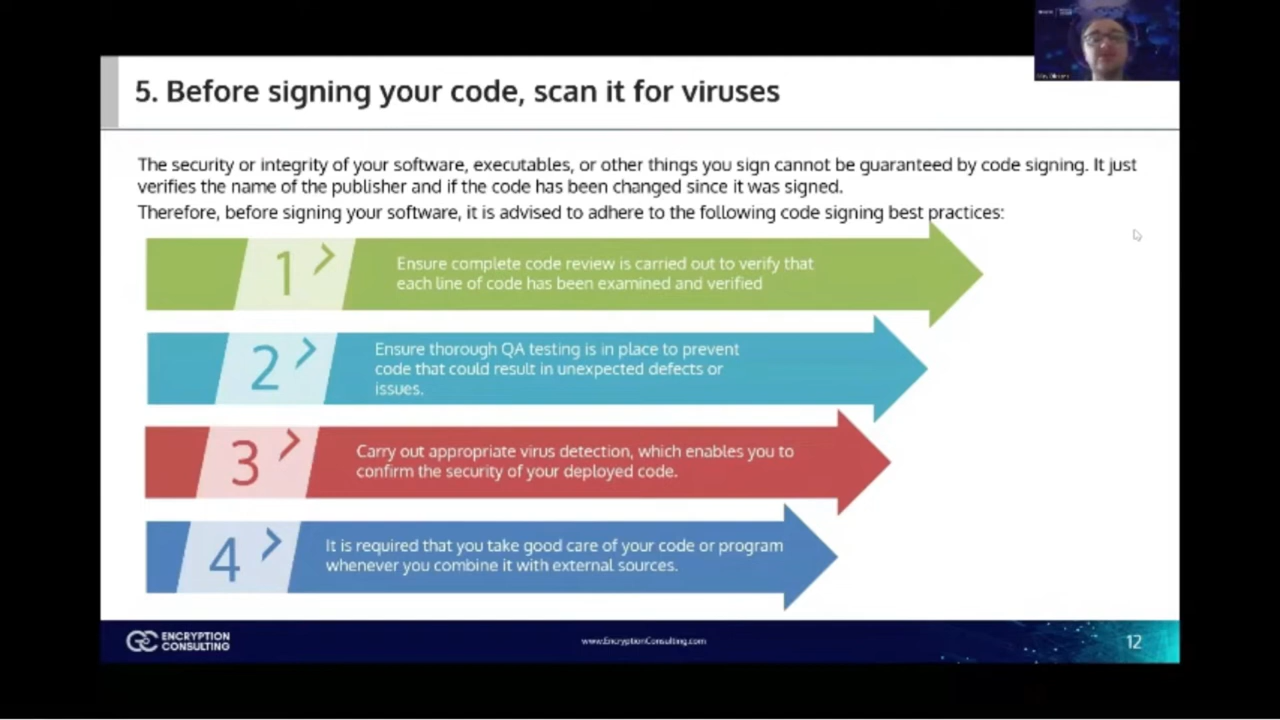 5. Before signing your code, scan it for viruses
The security or integrity of your software, executables, or other things you sign cannot be guaranteed by code signing. It just
verifies the name of the publisher and if the code has been changed since it was signed.
Therefore, before signing your software, it is advised to adhere to the following code signing best practices:
1
Ensure complete code review is carried out to verify that
each line of code has been examined and verified
2
Ensure thorough QA testing is in place to prevent
code that could result in unexpected defects or
issues.
3
Carry out appropriate virus detection, which enables you to
confirm the security of your deployed code.
4
It is required that you take good care of your code or program
whenever you combine it with external sources.
ENCRYPTION
CONSULTING
www.EncryptionConsulting.com
12